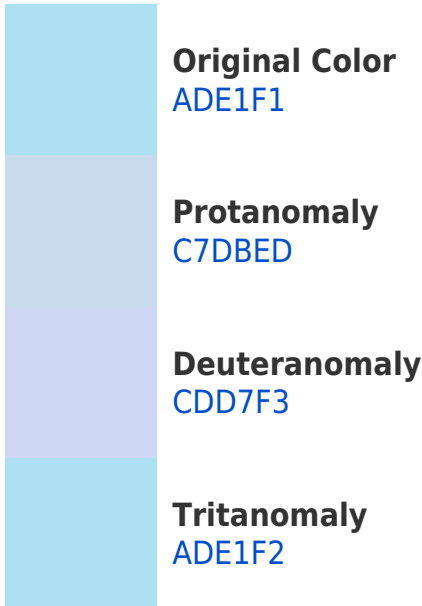 Original Color
ADE1F1
Protanomaly
C7DBED
Deuteranomaly
CDD7F3
Tritanomaly
ADE1F2